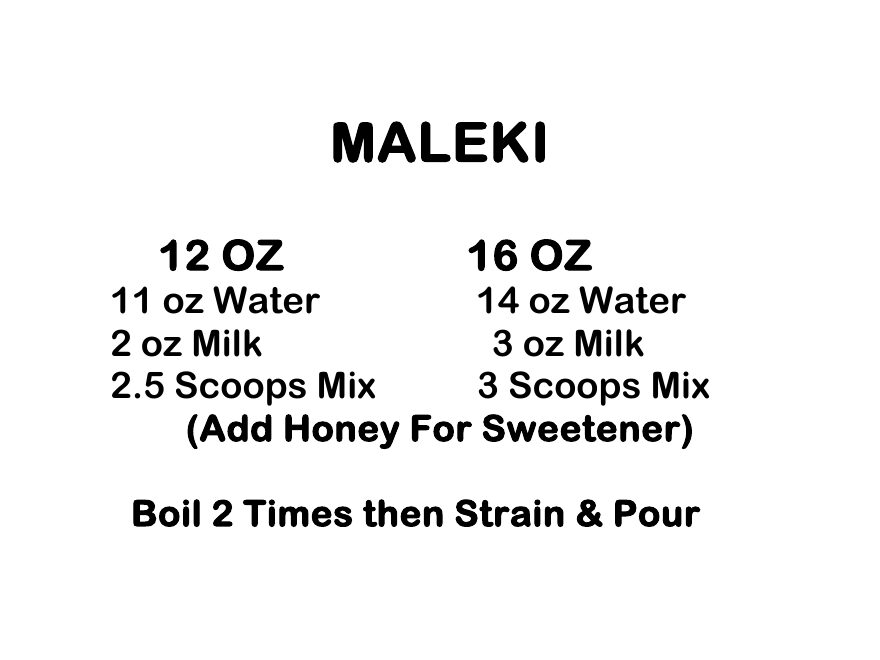 MALEKI
12 OZ 16 OZ
11 oz Water 14 oz Water
2 oz Milk 3 oz Milk
2.5 Scoops Mix 3 Scoops Mix
(Add Honey For Sweetener)
Boil 2 Times then Strain & Pour